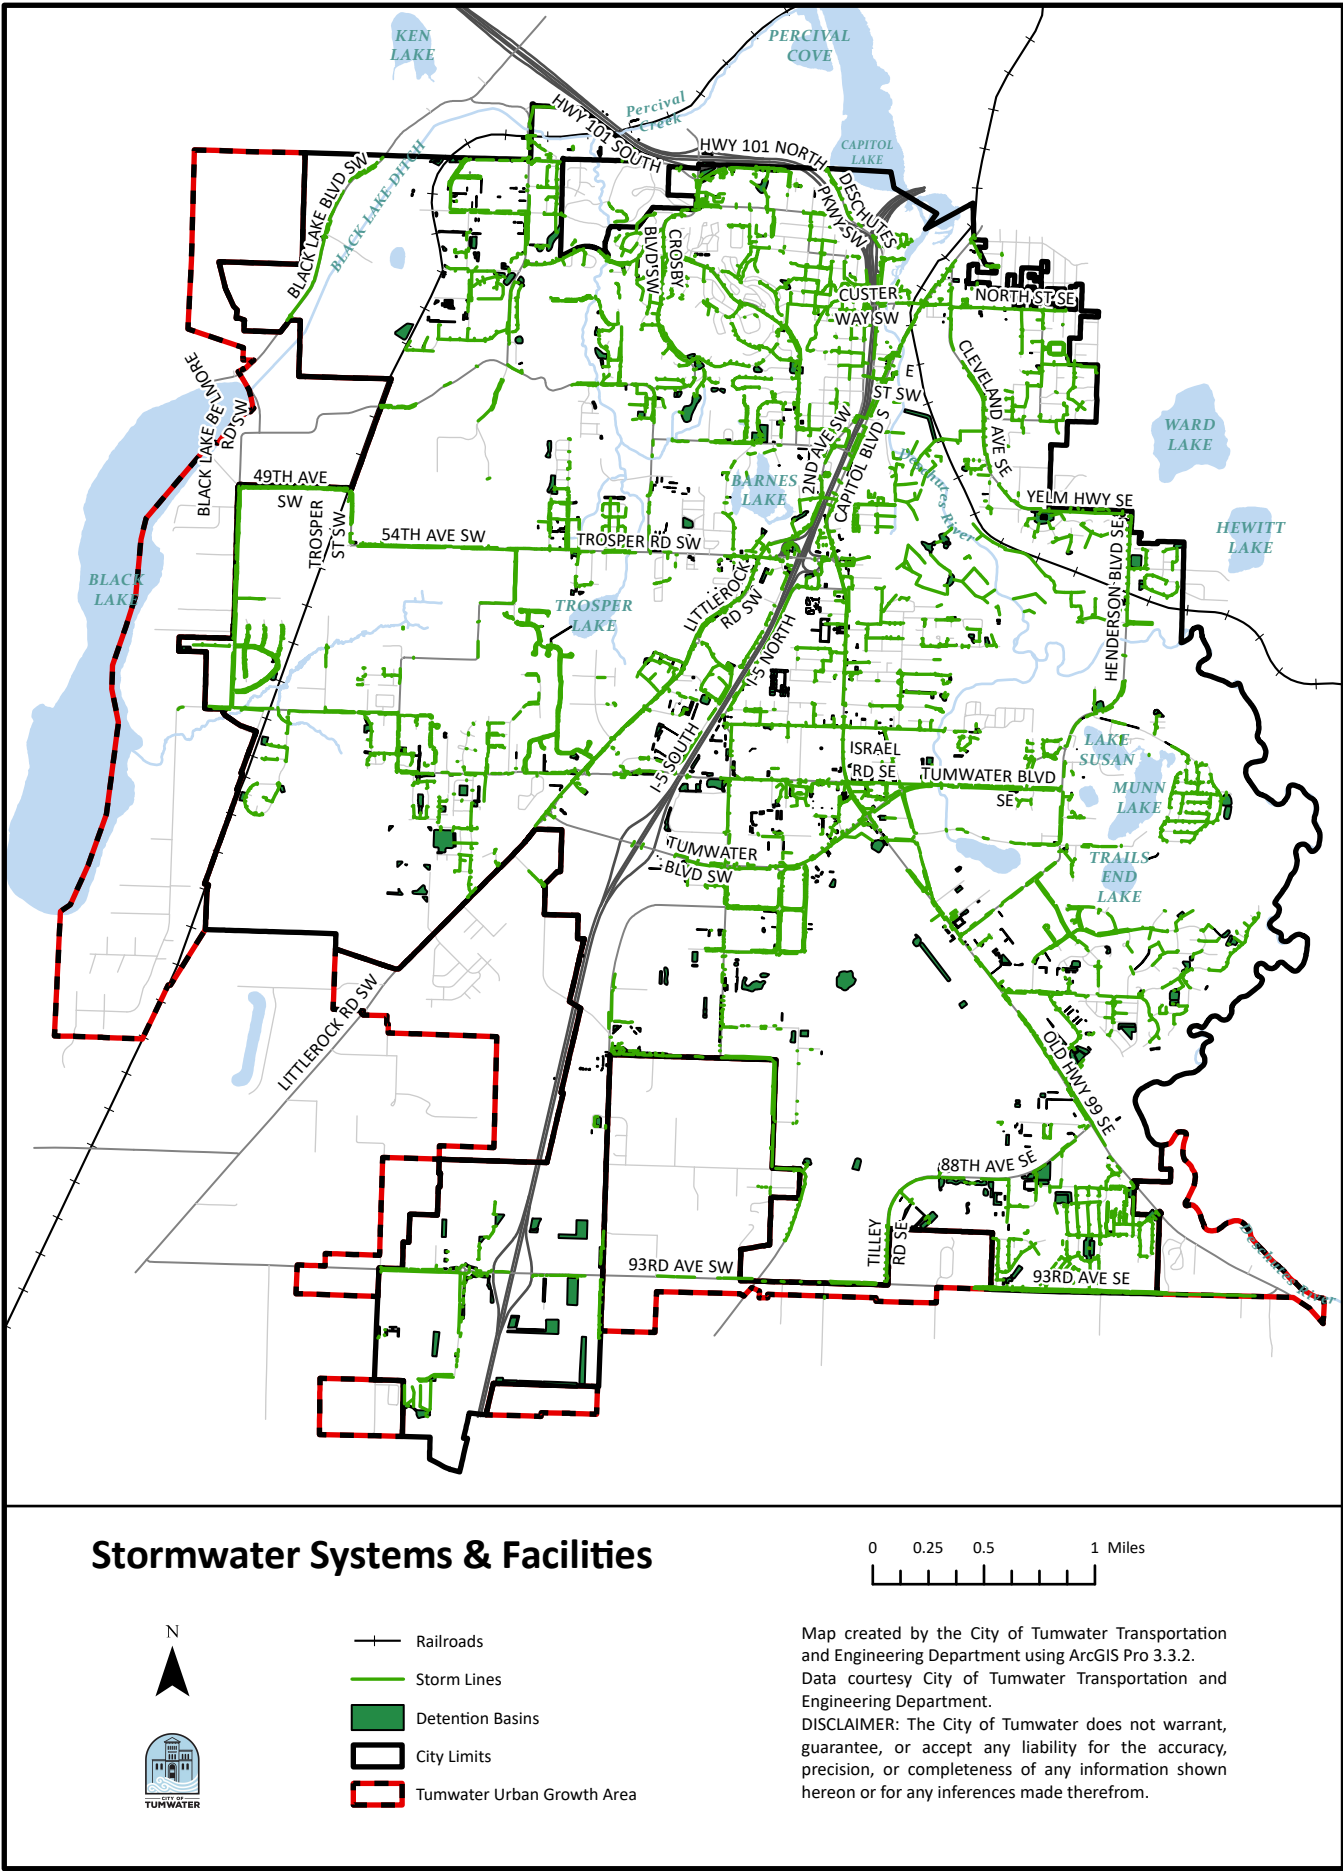 KEN
LAKE
PERCIVAL
COVE
Percival
Creek
HWY 101 SOUTH
HWY 101 NORTH
CAPITOL
LAKE
BLACK LAKE BLVD SW
BLACK LAKE DITCH
DESCHUTES
PKWY SW
CROSBY
BLVD SW
CUSTER
WAY SW
NORTH ST SE
BLACK LAKE BELMORE
RD SW
E
ST SW
CLEVELAND AVE SE
WARD
LAKE
2ND AVE SW
CAPITOL BLVD S
49TH AVE
SW
BARNES
LAKE
Deschutes River
YELM HWY SE
TROSPER
ST SW
54TH AVE SW
TROSPER RD SW
HEWITT
LAKE
BLACK
LAKE
TROSPER
LAKE
LITTLEROCK
RD SW
HENDERSON BLVD SE
I-5 NORTH
I-5 SOUTH
ISRAEL
RD SE
LAKE
SUSAN
TUMWATER BLVD
SE
MUNN
LAKE
TUMWATER
BLVD SW
TRAILS
END
LAKE
LITTLEROCK RD SW
OLD HWY 99 SE
88TH AVE SE
TILLEY
RD SE
93RD AVE SW
93RD AVE SE
Deschutes River
Stormwater Systems & Facilities
0 0.25 0.5 1 Miles
N
Railroads
Storm Lines
Detention Basins
City Limits
Tumwater Urban Growth Area
CITY OF
TUMWATER
Map created by the City of Tumwater Transportation
and Engineering Department using ArcGIS Pro 3.3.2.
Data courtesy City of Tumwater Transportation and
Engineering Department.
DISCLAIMER: The City of Tumwater does not warrant,
guarantee, or accept any liability for the accuracy,
precision, or completeness of any information shown
hereon or for any inferences made therefrom.